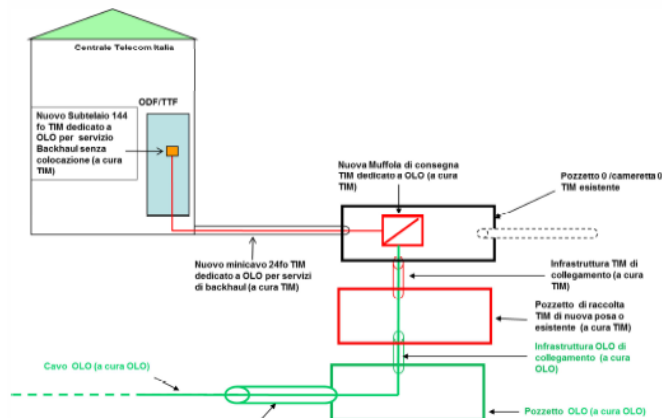 Centrale Telecom Italia
ODF/TTF
Nuovo Subtelaio 144
fo TIM dedicato a
OLO per servizio
Backhaul senza
colocazione (a cura
TIM)
Nuova Muffola di consegna
TIM dedicato a OLO (a cura
TIM)
Pozzetto 0 /cameretta 0
TIM esistente
Nuovo minicavo 24fo TIM
dedicato a OLO per servizi
di backhaul (a cura TIM)
Infrastruttura TIM di
collegamento (a cura
TIM)
Pozzetto di raccolta
TIM di nuova posa o
esistente (a cura TIM)
Infrastruttura OLO di
collegamento (a cura
OLO)
Cavo OLO (a cura OLO)
Pozzetto OLO (a cura OLO)